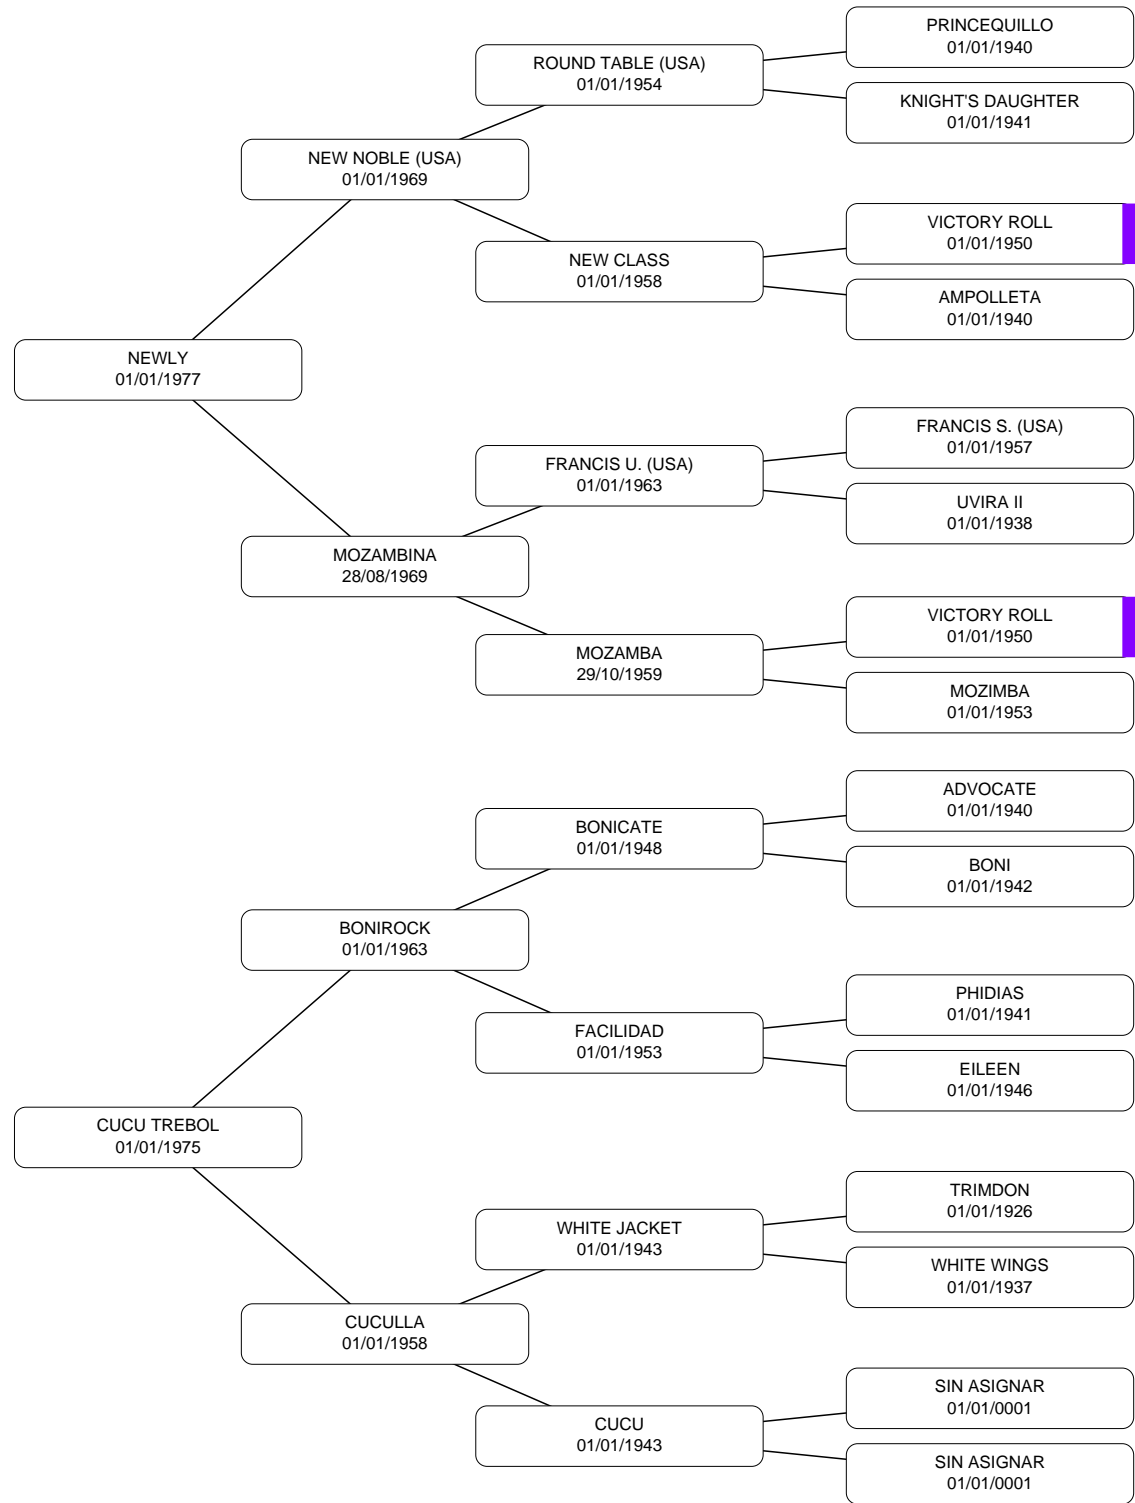 PRINCEQUILLO
01/01/1940
ROUND TABLE (USA)
01/01/1954
KNIGHT'S DAUGHTER
01/01/1941
NEW NOBLE (USA)
01/01/1969
VICTORY ROLL
01/01/1950
NEW CLASS
01/01/1958
AMPOLLETA
01/01/1940
NEWLY
01/01/1977
FRANCIS S. (USA)
01/01/1957
FRANCIS U. (USA)
01/01/1963
UVIRA II
01/01/1938
MOZAMBINA
28/08/1969
VICTORY ROLL
01/01/1950
MOZAMBA
29/10/1959
MOZIMBA
01/01/1953
ADVOCATE
01/01/1940
BONICATE
01/01/1948
BONI
01/01/1942
BONIROCK
01/01/1963
PHIDIAS
01/01/1941
FACILIDAD
01/01/1953
EILEEN
01/01/1946
CUCU TREBOL
01/01/1975
TRIMDON
01/01/1926
WHITE JACKET
01/01/1943
WHITE WINGS
01/01/1937
CUCULLA
01/01/1958
SIN ASIGNAR
01/01/0001
CUCU
01/01/1943
SIN ASIGNAR
01/01/0001